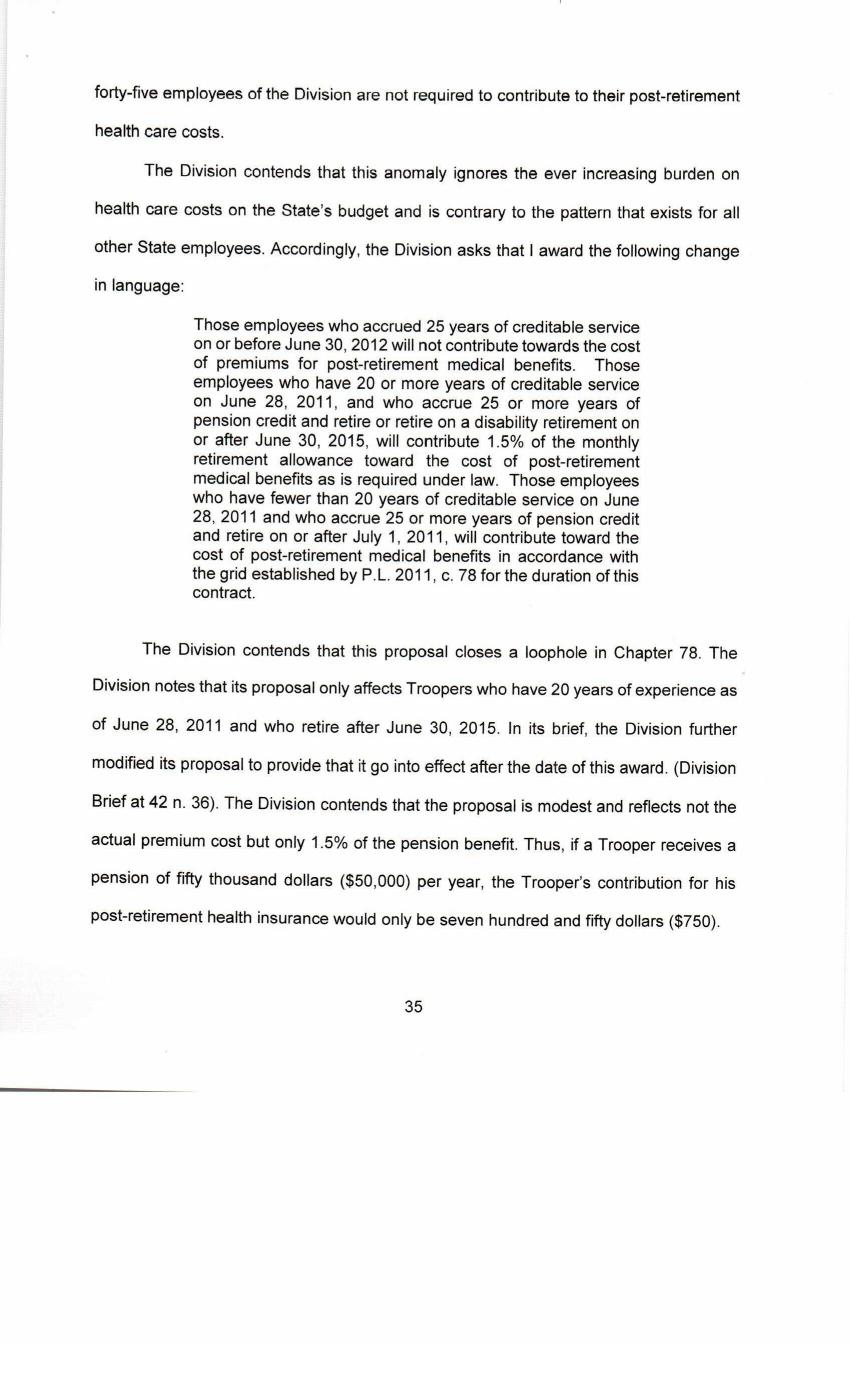 forty-five employees of the Division are not required to contribute to their post-retirement
health care costs.
The Division contends that this anomaly ignores the ever increasing burden on
health care costs on the State's budget and is contrary to the pattern that exists for all
other State employees. Accordingly, the Division asks that I award the following change
in language:
Those employees who accrued 25 years of creditable service
on or before June 30, 2012 will not contribute towards the cost
of premiums for post-retirement medical benefits. Those
employees who have 20 or more years of creditable service
on June 28, 2011, and who accrue 25 or more years of
pension credit and retire or retire on a disability retirement on
or after June 30, 2015, will contribute 1.5% of the monthly
retirement allowance toward the cost of post-retirement
medical benefits as is required under law. Those employees
who have fewer than 20 years of creditable service on June
28, 2011 and who accrue 25 or more years of pension credit
and retire on or after July 1, 2011, will contribute toward the
cost of post-retirement medical benefits in accordance with
the grid established by P.L. 2011, c. 78 for the duration of this
contract.
The Division contends that this proposal closes a loophole in Chapter 78. The
Division notes that its proposal only affects Troopers who have 20 years of experience as
of June 28, 2011 and who retire after June 30, 2015. In its brief, the Division further
modified its proposal to provide that it go into effect after the date of this award. (Division
Brief at 42 n. 36). The Division contends that the proposal is modest and reflects not the
actual premium cost but only 1.5% of the pension benefit. Thus, if a Trooper receives a
pension of fifty thousand dollars ($50,000) per year, the Trooper's contribution for his
post-retirement health insurance would only be seven hundred and fifty dollars ($750).
35